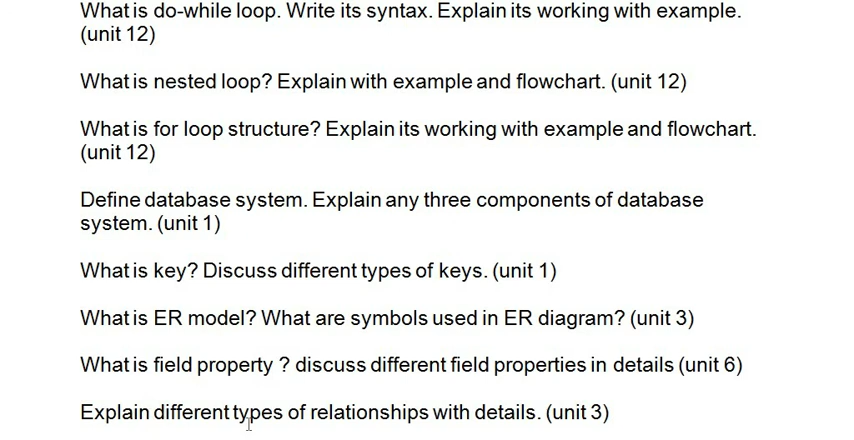 What is do-while loop. Write its syntax. Explain its working with example.
(unit 12)
What is nested loop? Explain with example and flowchart. (unit 12)
What is for loop structure? Explain its working with example and flowchart.
(unit 12)
Define database system. Explain any three components of database
system. (unit 1)
What is key? Discuss different types of keys. (unit 1)
What is ER model? What are symbols used in ER diagram? (unit 3)
What is field property ? discuss different field properties in details (unit 6)
Explain different types of relationships with details. (unit 3)